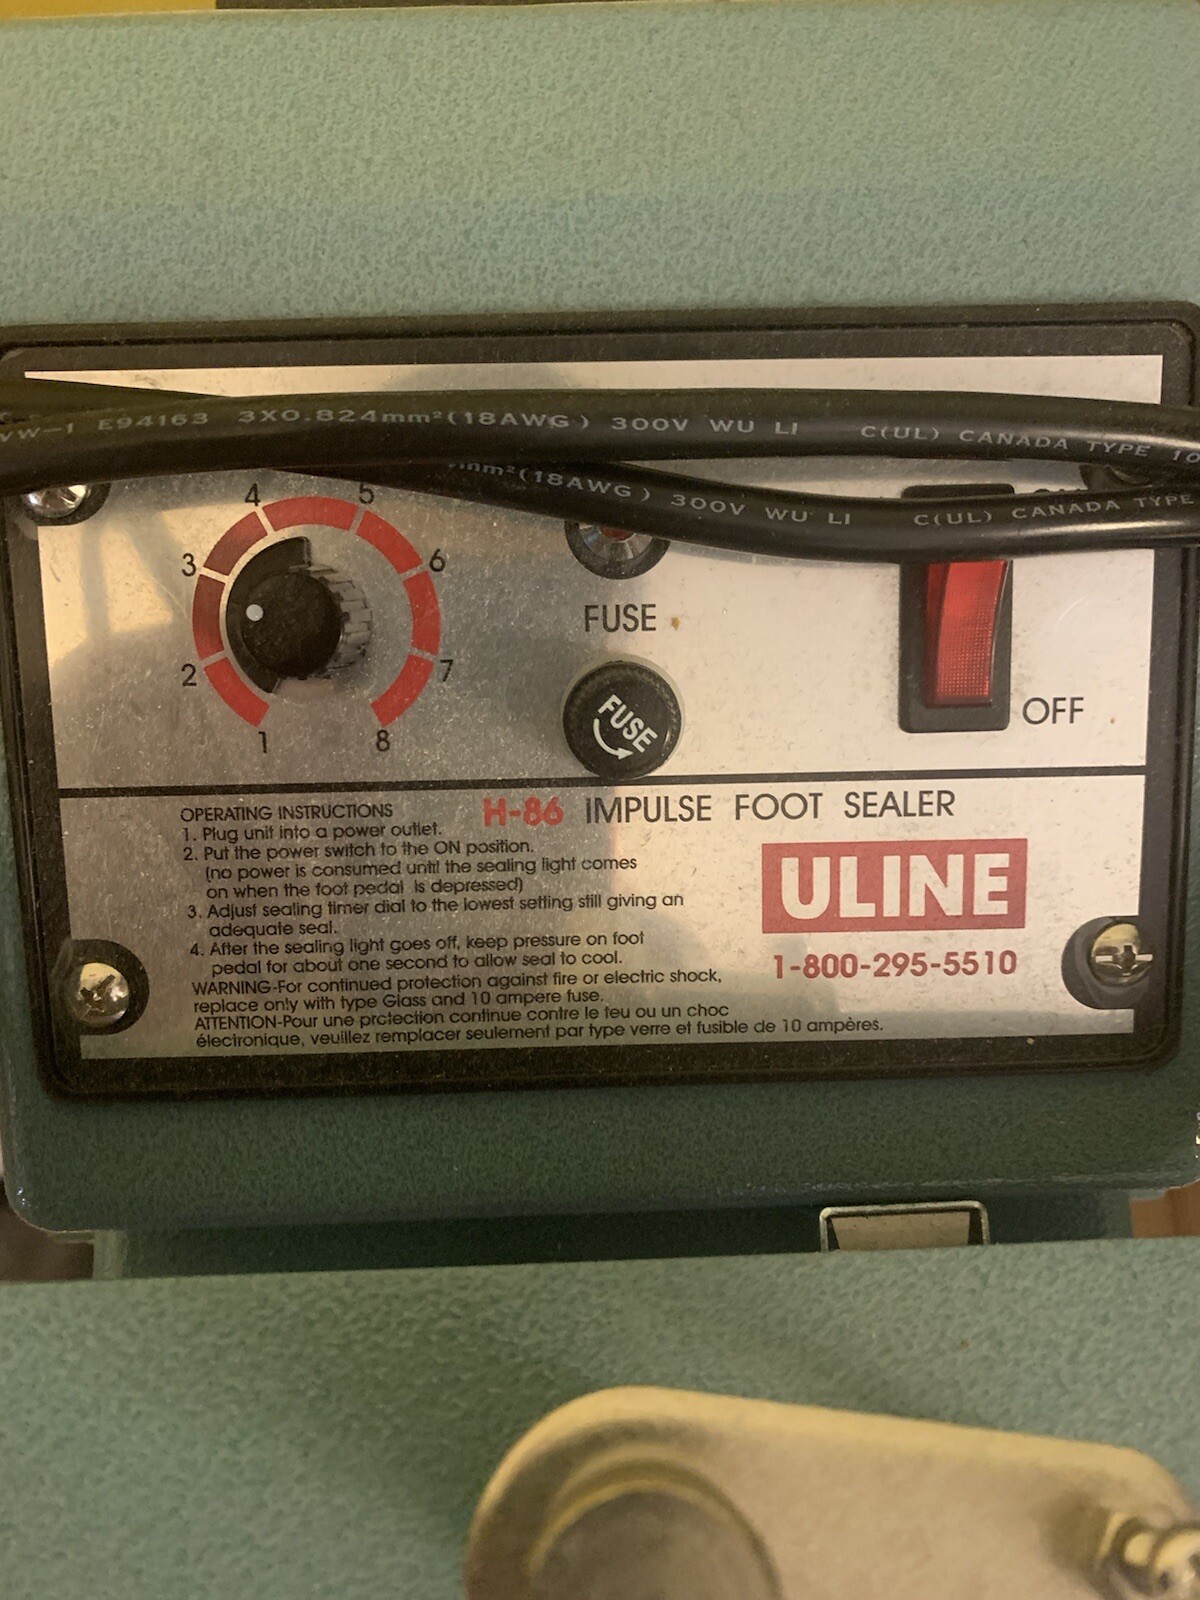 VW-1 E94163 3X0.824mm²(18AWG) 300V WU LI C(UL) CANADA TYPE
mm²(18AWG) 300V WU LI C(UL) CANADA TYPE
4 5
3 6
2 7
1 8
FUSE
FUSE
OFF
OPERATING INSTRUCTIONS
1. Plug unit into a power outlet.
2. Put the power switch to the ON position.
(no power is consumed until the sealing light comes
on when the foot pedal is depressed)
3. Adjust sealing timer dial to the lowest setting still giving an
adequate seal.
4. After the sealing light goes off, keep pressure on foot
pedal for about one second to allow seal to cool.
WARNING-For continued protection against fire or electric shock,
replace only with type Glass and 10 ampere fuse.
ATTENTION-Pour une protection continue contre le feu ou un choc
électronique, veuillez remplacer seulement par type verre et fusible de 10 ampères.
H-86 IMPULSE FOOT SEALER
ULINE
1-800-295-5510